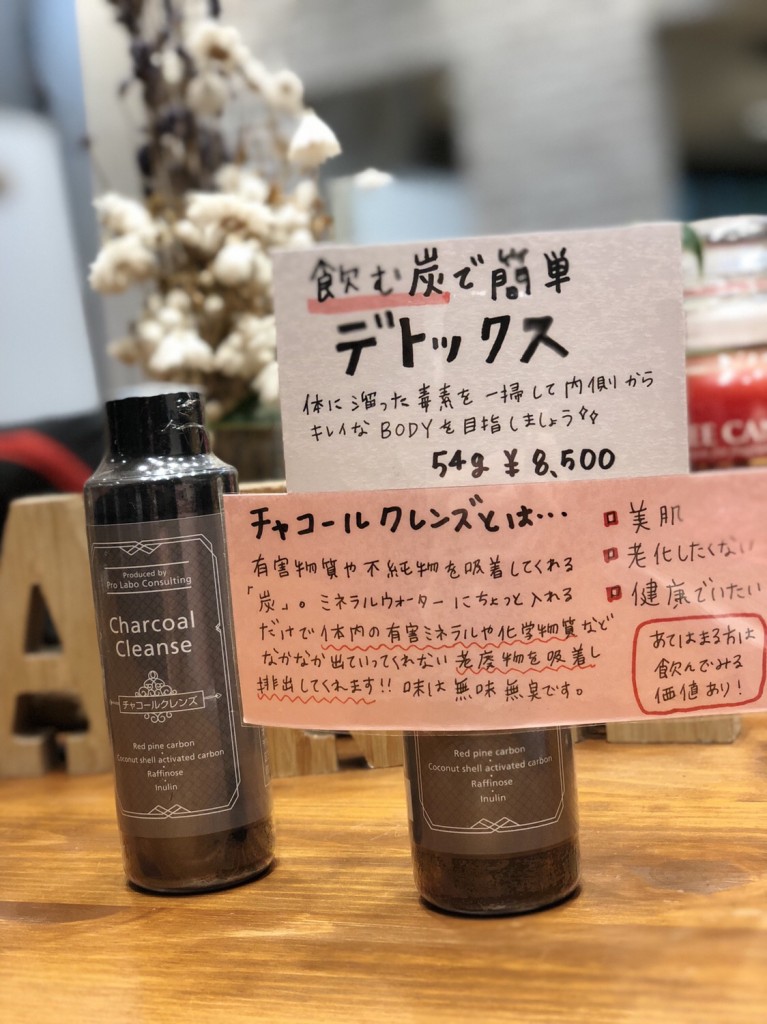 飲む炭で簡単
デトックス
体に溜った毒素を一掃して内側から
キレイなBODYを目指しましょう
54g ¥8,500
チャコールクレンズとは…
有害物質や不純物を吸着してくれる
「炭」。ミネラルウォーターにちょっと入れる
だけで体内の有害ミネラルや化学物質など
なかなか出ていってくれない老廃物を吸着し
排出してくれます!!味は無味無臭です。
美肌
老化したくない
健康でいたい
あてはまる方は
飲んでみる
価値あり!
Produced by
Pro Labo Consulting
Charcoal
Cleanse
チャコールクレンズ
Red pine carbon
Coconut shell activated carbon
Raffinose
Inulin
Red pine carbon
Coconut shell activated carbon
Raffinose
Inulin
A